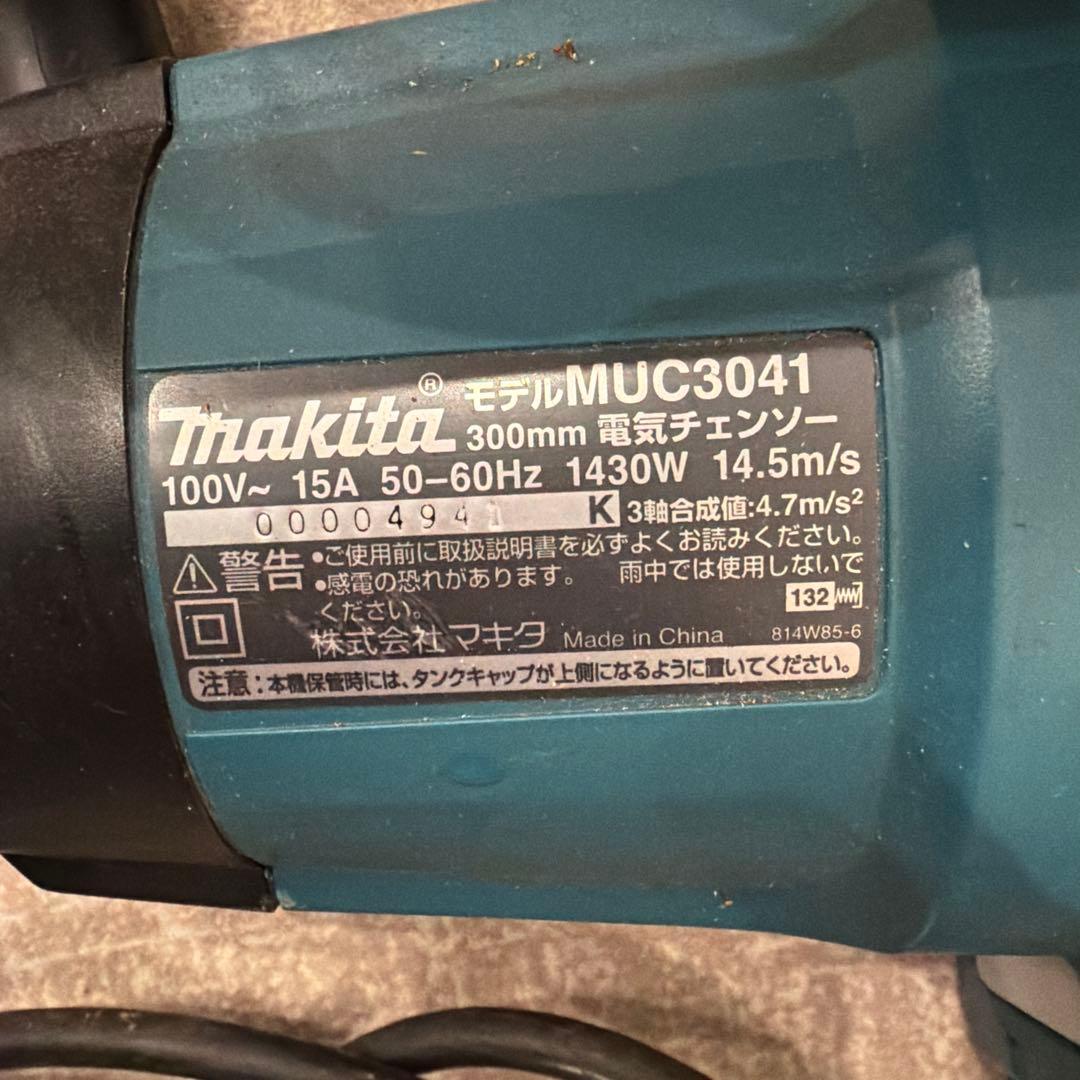 makita® モデルMUC3041
300mm 電気チェンソー
100V~ 15A 50-60Hz 1430W 14.5m/s
0000494 K 3軸合成値:4.7m/s²
警告 •ご使用前に取扱説明書を必ずよくお読みください。
•感電の恐れがあります。 雨中では使用しないで
ください。
132
株式会社マキタ Made in China 814W85-6
注意:本機保管時には、タンクキャップが上側になるように置いてください。